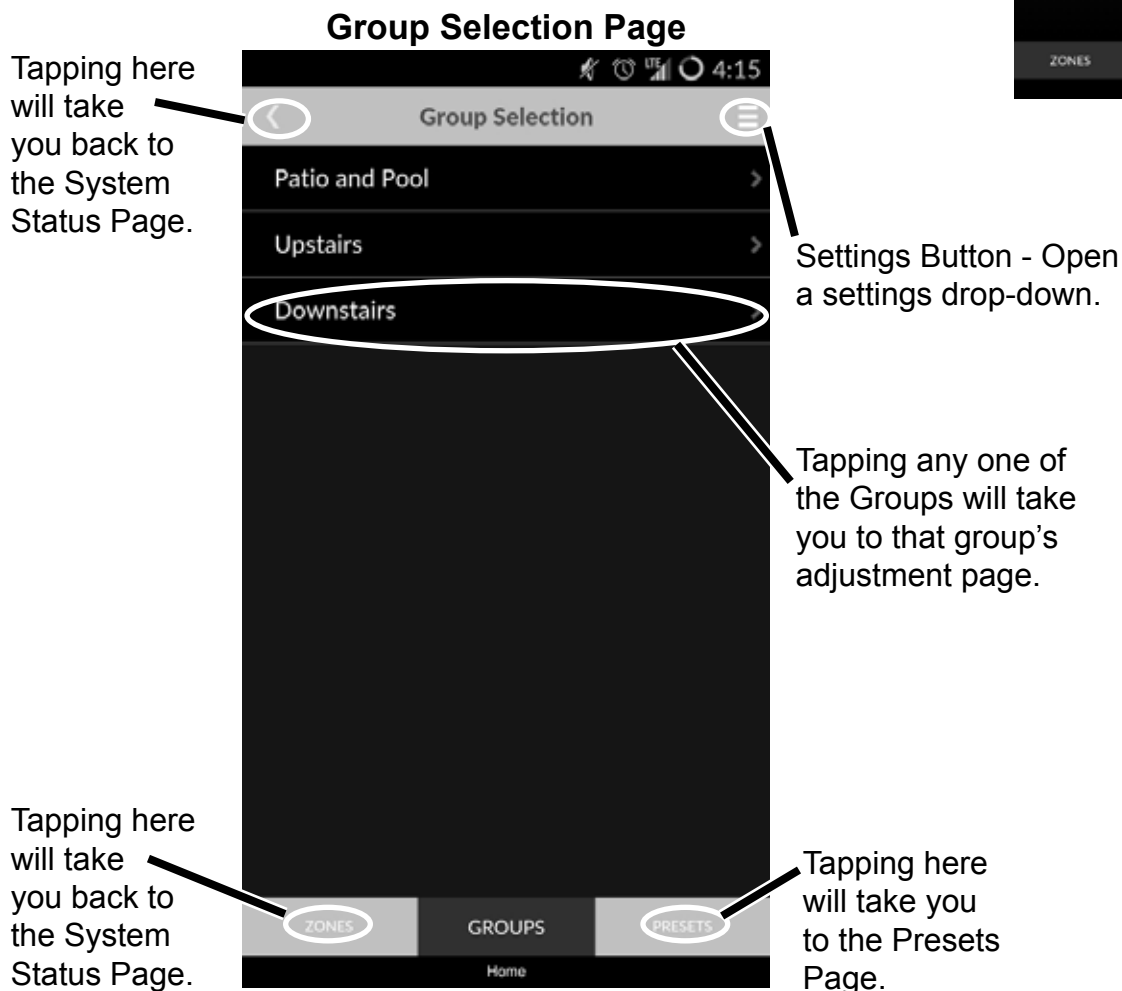 Group Selection Page
ZONES
Tapping here
will take
you back to
the System
Status Page.
LTE 4:15
Group Selection
Patio and Pool
Upstairs
Downstairs
Settings Button - Open
a settings drop-down.
Tapping any one of
the Groups will take
you to that group’s
adjustment page.
Tapping here
will take
you back to
the System
Status Page.
ZONES
GROUPS
PRESETS
Home
Tapping here
will take you
to the Presets
Page.